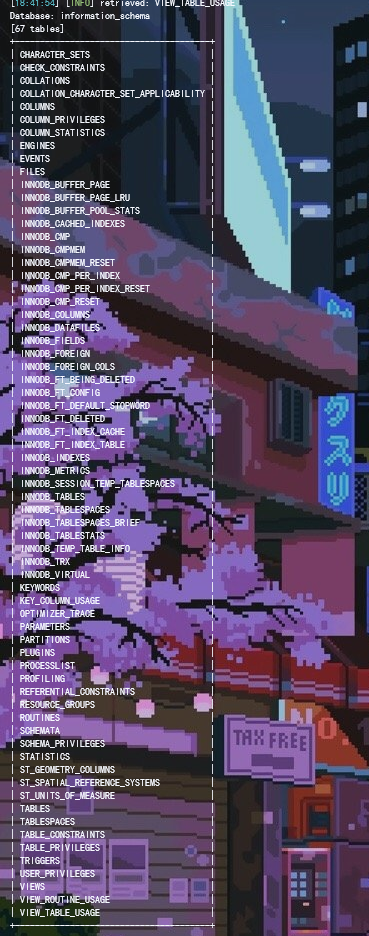 [18:41:54] [INFO] retrieved: VIEW_TABLE_USAGE
Database: information_schema
[67 tables]
+---------------------------------------+
| CHARACTER_SETS |
| CHECK_CONSTRAINTS |
| COLLATIONS |
| COLLATION_CHARACTER_SET_APPLICABILITY |
| COLUMNS |
| COLUMN_PRIVILEGES |
| COLUMN_STATISTICS |
| ENGINES |
| EVENTS |
| FILES |
| INNODB_BUFFER_PAGE |
| INNODB_BUFFER_PAGE_LRU |
| INNODB_BUFFER_POOL_STATS |
| INNODB_CACHED_INDEXES |
| INNODB_CMP |
| INNODB_CMPMEM |
| INNODB_CMPMEM_RESET |
| INNODB_CMP_PER_INDEX |
| INNODB_CMP_PER_INDEX_RESET |
| INNODB_CMP_RESET |
| INNODB_COLUMNS |
| INNODB_DATAFILES |
| INNODB_FIELDS |
| INNODB_FOREIGN |
| INNODB_FOREIGN_COLS |
| INNODB_FT_BEING_DELETED |
| INNODB_FT_CONFIG |
| INNODB_FT_DEFAULT_STOPWORD |
| INNODB_FT_DELETED |
| INNODB_FT_INDEX_CACHE |
| INNODB_FT_INDEX_TABLE |
| INNODB_INDEXES |
| INNODB_METRICS |
| INNODB_SESSION_TEMP_TABLESPACES |
| INNODB_TABLES |
| INNODB_TABLESPACES |
| INNODB_TABLESPACES_BRIEF |
| INNODB_TABLESTATS |
| INNODB_TEMP_TABLE_INFO |
| INNODB_TRX |
| INNODB_VIRTUAL |
| KEYWORDS |
| KEY_COLUMN_USAGE |
| OPTIMIZER_TRACE |
| PARAMETERS |
| PARTITIONS |
| PLUGINS |
| PROCESSLIST |
| PROFILING |
| REFERENTIAL_CONSTRAINTS |
| RESOURCE_GROUPS |
| ROUTINES |
| SCHEMATA |
| SCHEMA_PRIVILEGES |
| STATISTICS |
| ST_GEOMETRY_COLUMNS |
| ST_SPATIAL_REFERENCE_SYSTEMS |
| ST_UNITS_OF_MEASURE |
| TABLES |
| TABLESPACES |
| TABLE_CONSTRAINTS |
| TABLE_PRIVILEGES |
| TRIGGERS |
| USER_PRIVILEGES |
| VIEWS |
| VIEW_ROUTINE_USAGE |
| VIEW_TABLE_USAGE |
+---------------------------------------+
クスリ
TAX FREE